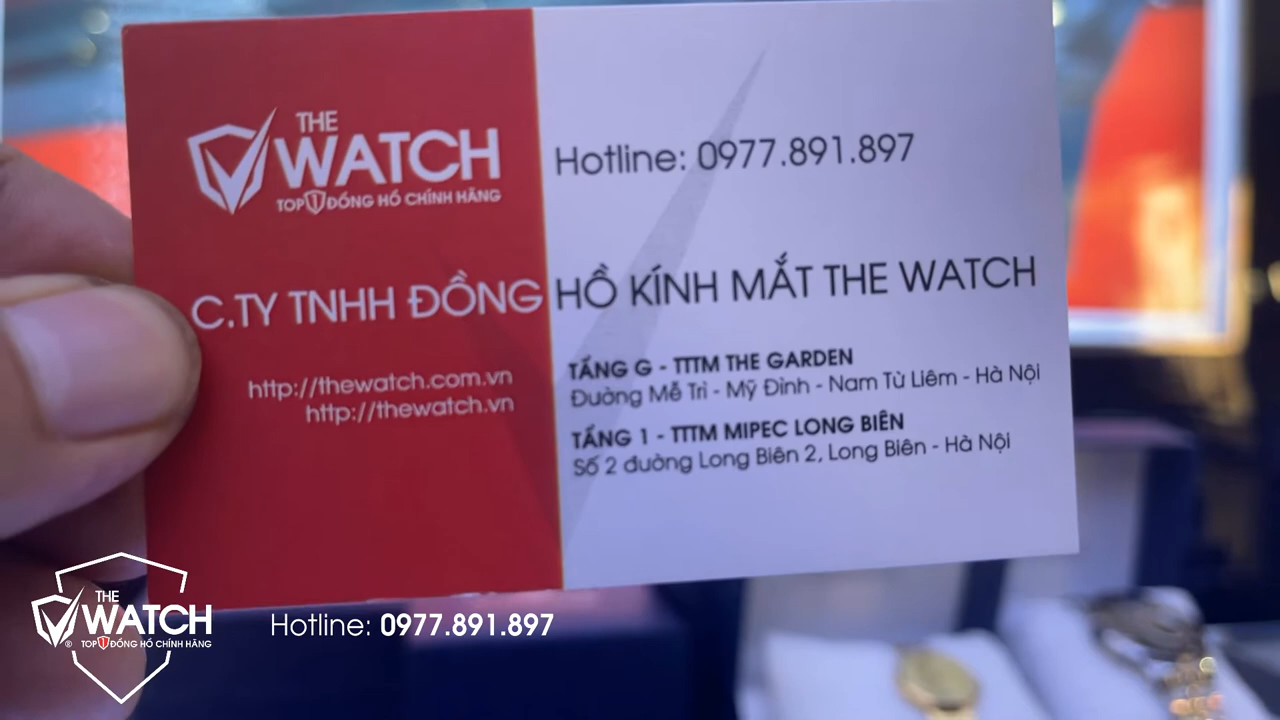 THE
WATCH
TOP 1 ĐỒNG HỒ CHÍNH HÃNG
Hotline: 0977.891.897
C.TY TNHH ĐỒNG HỒ KÍNH MẮT THE WATCH
http://thewatch.com.vn
http://thewatch.vn
TẦNG G - TTTM THE GARDEN
Đường Mễ Trì - Mỹ Đình - Nam Từ Liêm - Hà Nội
TẦNG 1 - TTTM MIPEC LONG BIÊN
Số 2 đường Long Biên 2, Long Biên - Hà Nội
THE
WATCH
® TOP 1 ĐỒNG HỒ CHÍNH HÃNG
Hotline: 0977.891.897